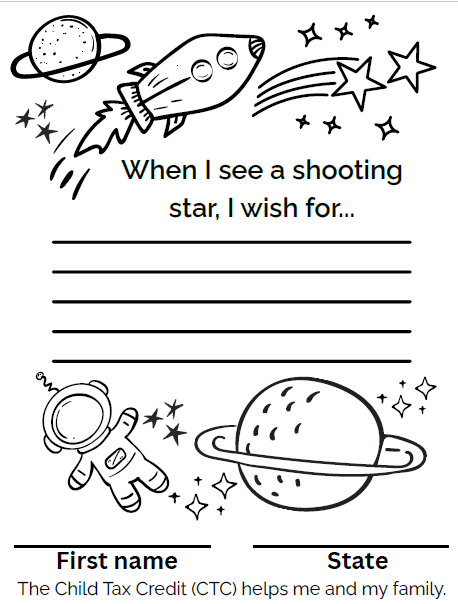 When I see a shooting
star, I wish for...
First name
State
The Child Tax Credit (CTC) helps me and my family.